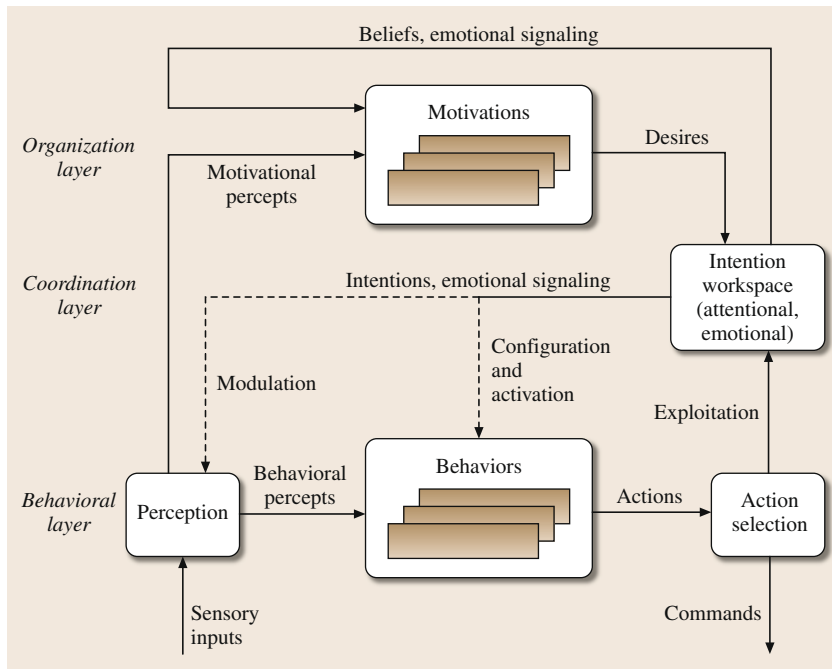 Beliefs, emotional signaling
Organization
layer
Motivations
Motivational
percepts
Desires
Coordination
layer
Intentions, emotional signaling
Intention
workspace
(attentional,
emotional)
Modulation
Configuration
and
activation
Exploitation
Behavioral
layer
Perception
Behavioral
percepts
Behaviors
Actions
Action
selection
Sensory
inputs
Commands